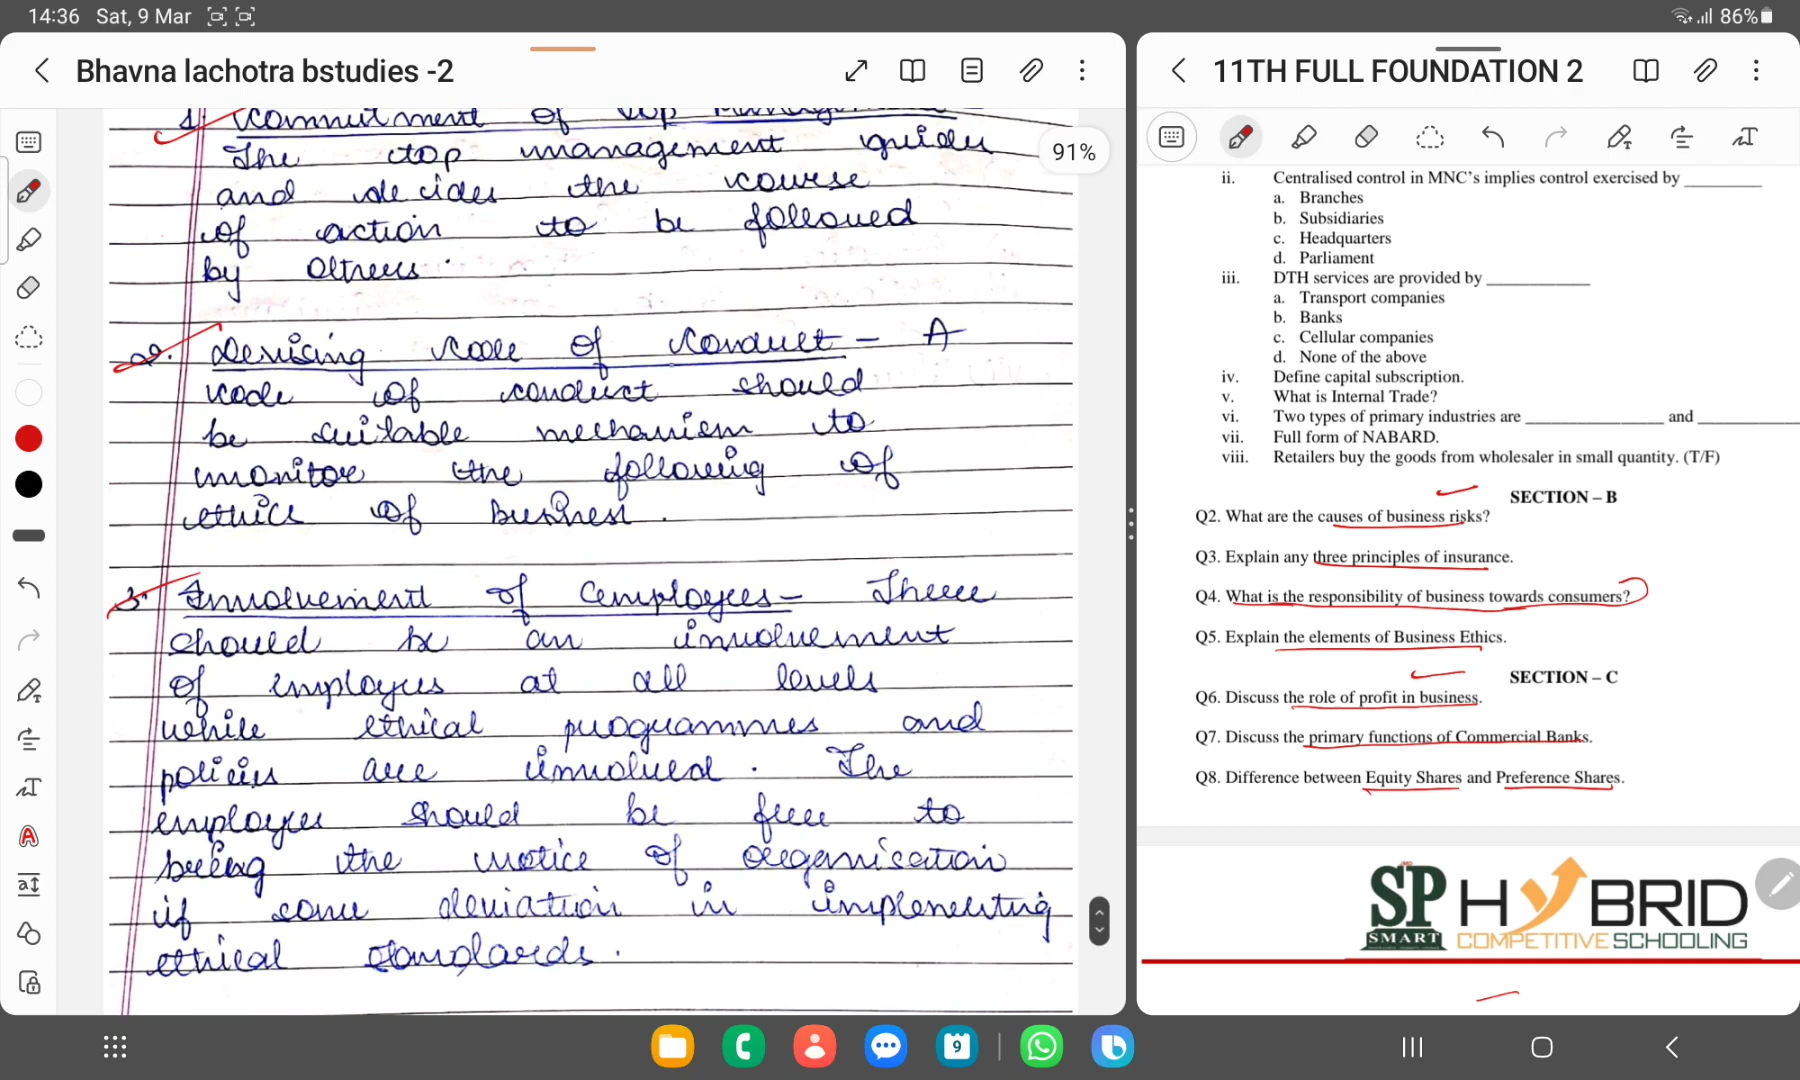 14:36 Sat, 9 Mar
86%
Bhavna lachotra bstudies -2
91%
1) Commitment of top Management -
The top management guides
and decides the course
of action to be followed
by Others.
2. Devising Code of Conduct - A
code of conduct should
be suitable mechanism to
monitor the following of
ethics of Business.
3. Involvement of employees - There
should be an involvement
of employees at all levels
while ethical programmes and
policies are involved. The
employees should be free to
being the notice of organisation
if some deviation in implementing
ethical standards.
11TH FULL FOUNDATION 2
ii. Centralised control in MNC's implies control exercised by ________
a. Branches
b. Subsidiaries
c. Headquarters
d. Parliament
iii. DTH services are provided by ___________
a. Transport companies
b. Banks
c. Cellular companies
d. None of the above
iv. Define capital subscription.
v. What is Internal Trade?
vi. Two types of primary industries are ______________ and ___________
vii. Full form of NABARD.
viii. Retailers buy the goods from wholesaler in small quantity. (T/F)
SECTION – B
Q2. What are the causes of business risks?
Q3. Explain any three principles of insurance.
Q4. What is the responsibility of business towards consumers?
Q5. Explain the elements of Business Ethics.
SECTION – C
Q6. Discuss the role of profit in business.
Q7. Discuss the primary functions of Commercial Banks.
Q8. Difference between Equity Shares and Preference Shares.
SP HYBRID
SMART COMPETITIVE SCHOOLING
9